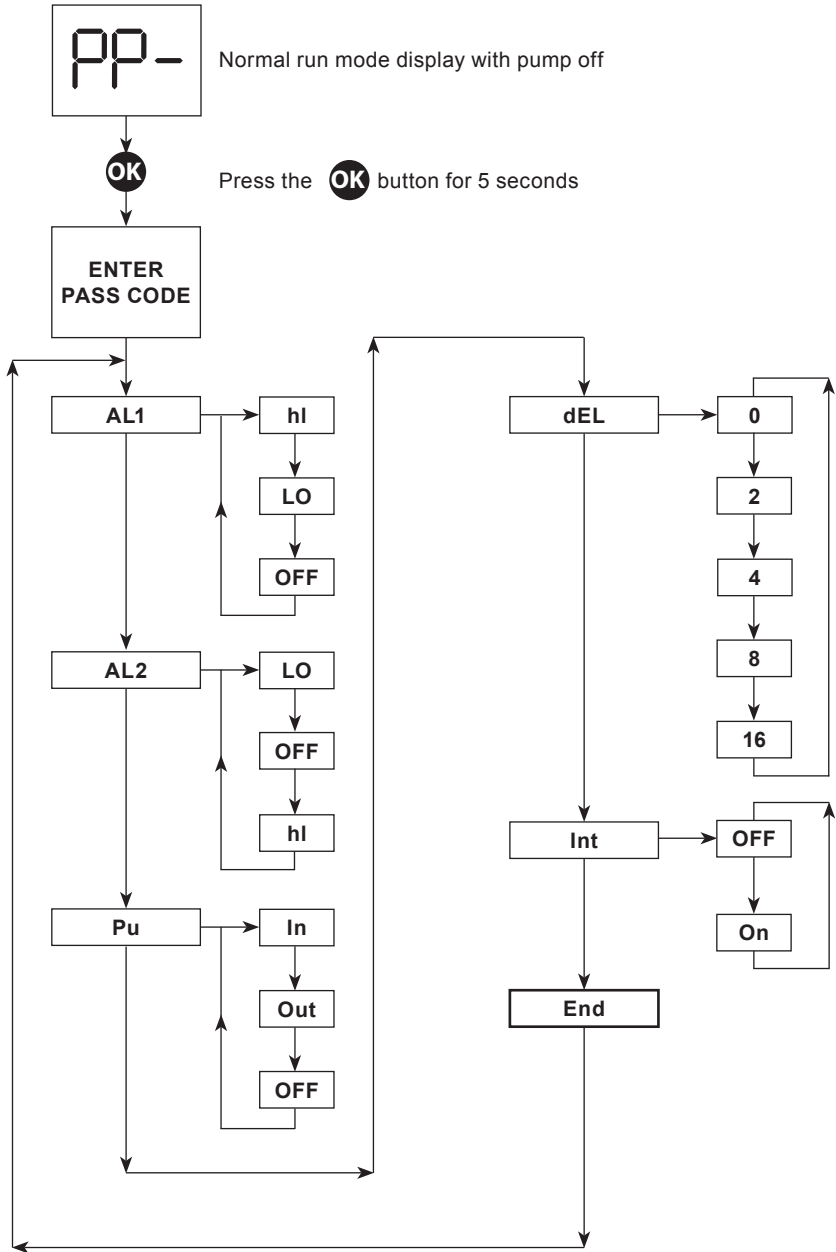 PP-
Normal run mode display with pump off
OK
Press the OK button for 5 seconds
ENTER
PASS CODE
AL1
hI
LO
OFF
AL2
LO
OFF
hI
Pu
In
Out
OFF
dEL
0
2
4
8
16
Int
OFF
On
End